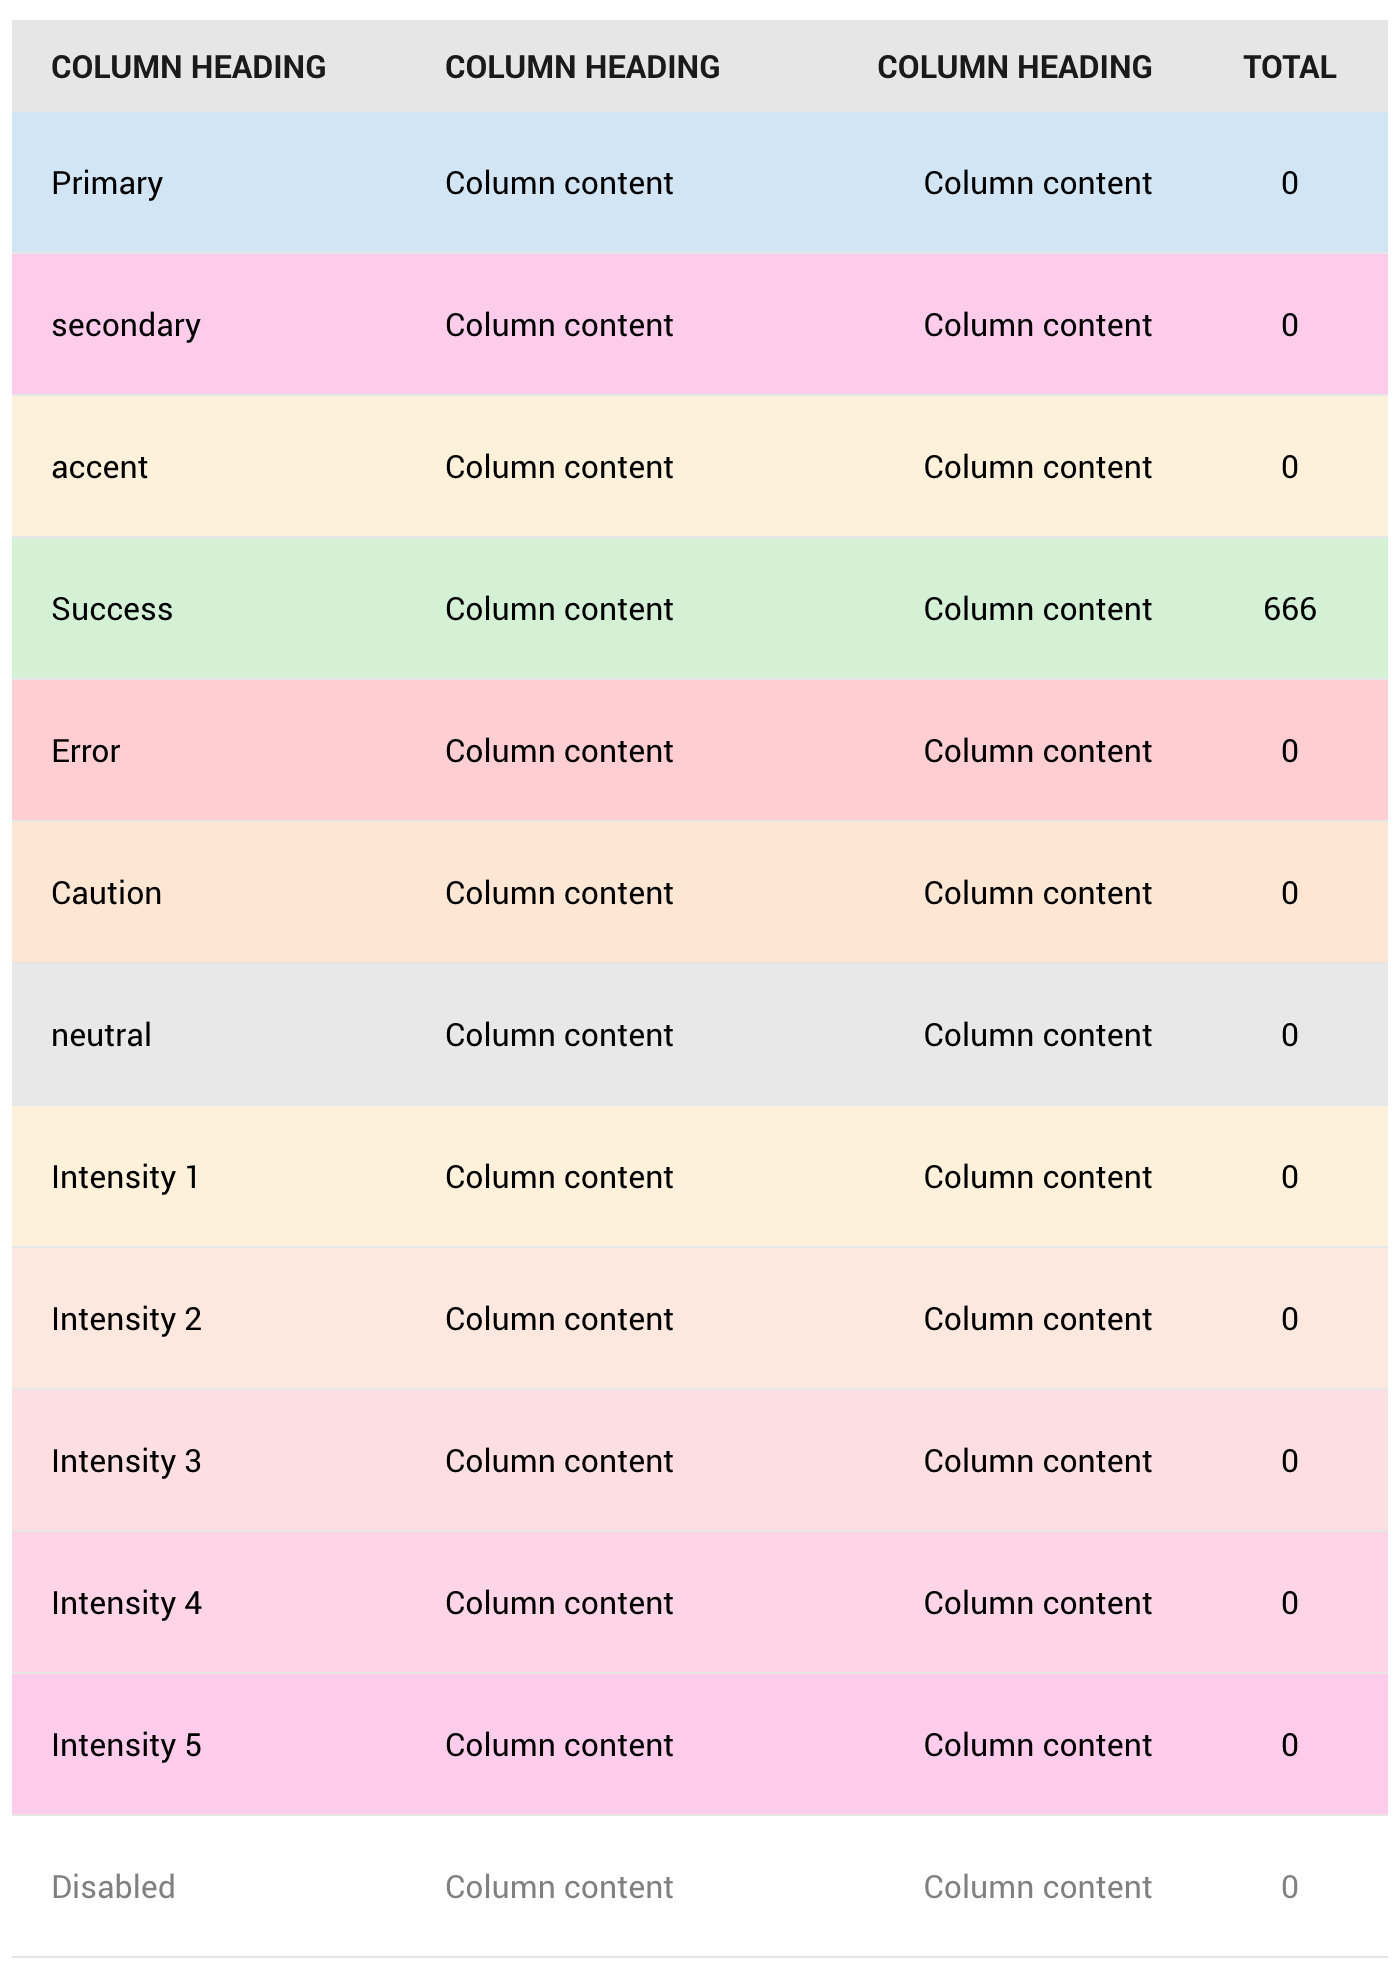 COLUMN HEADING COLUMN HEADING COLUMN HEADING TOTAL
Primary Column content Column content 0
secondary Column content Column content 0
accent Column content Column content 0
Success Column content Column content 666
Error Column content Column content 0
Caution Column content Column content 0
neutral Column content Column content 0
Intensity 1 Column content Column content 0
Intensity 2 Column content Column content 0
Intensity 3 Column content Column content 0
Intensity 4 Column content Column content 0
Intensity 5 Column content Column content 0
Disabled Column content Column content 0